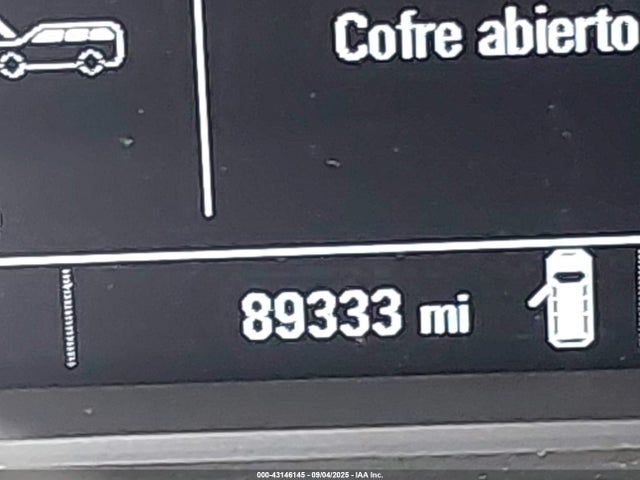 Cofre abierto
89333 mi
000-43146145 - 09/04/2025 - IAA Inc.